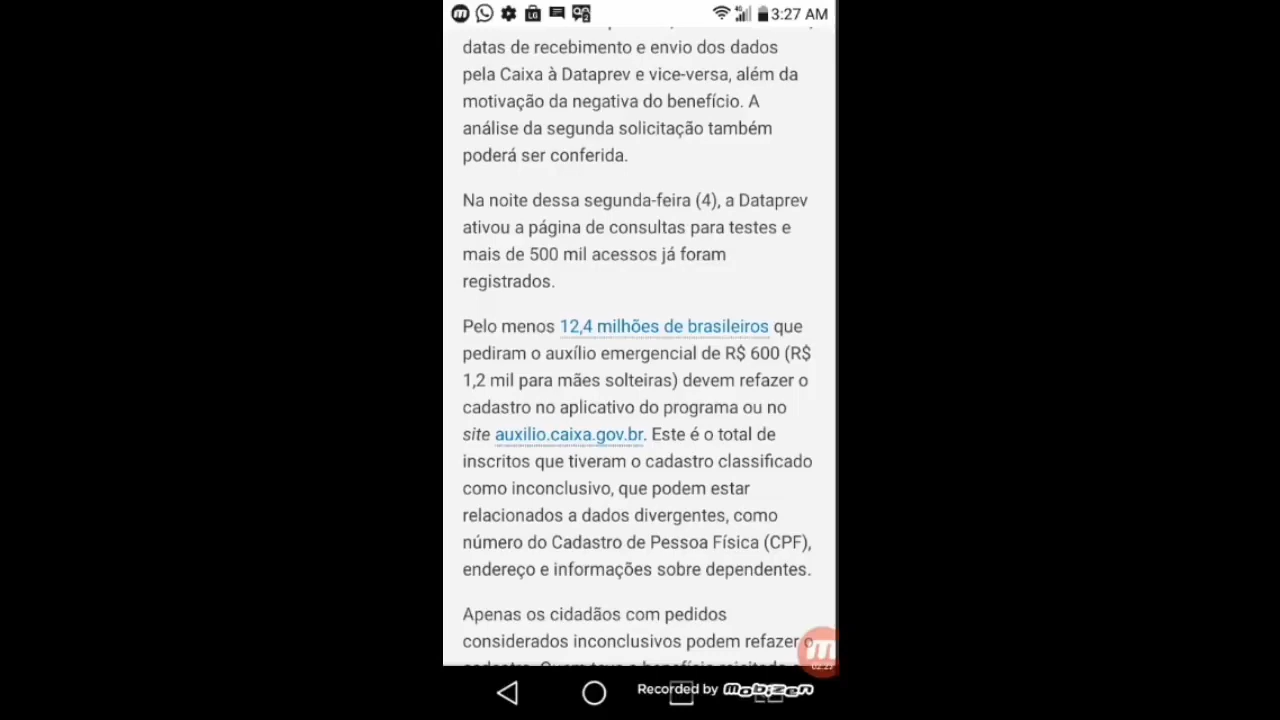 3:27 AM
datas de recebimento e envio dos dados
pela Caixa à Dataprev e vice-versa, além da
motivação da negativa do benefício. A
análise da segunda solicitação também
poderá ser conferida.
Na noite dessa segunda-feira (4), a Dataprev
ativou a página de consultas para testes e
mais de 500 mil acessos já foram
registrados.
Pelo menos 12,4 milhões de brasileiros que
pediram o auxílio emergencial de R$ 600 (R$
1,2 mil para mães solteiras) devem refazer o
cadastro no aplicativo do programa ou no
site auxilio.caixa.gov.br. Este é o total de
inscritos que tiveram o cadastro classificado
como inconclusivo, que podem estar
relacionados a dados divergentes, como
número do Cadastro de Pessoa Física (CPF),
endereço e informações sobre dependentes.
Apenas os cidadãos com pedidos
considerados inconclusivos podem refazer o
Recorded by Mobizen